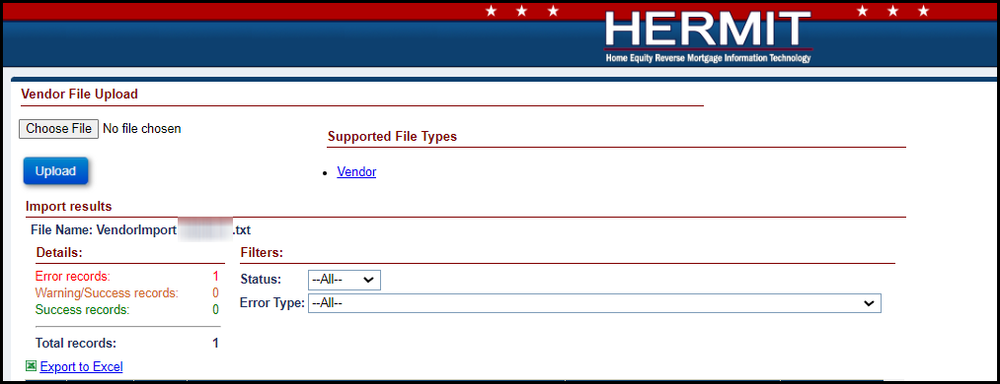 HERMIT
Home Equity Reverse Mortgage Information Technology
Vendor File Upload
Choose File No file chosen
Supported File Types
Upload
Vendor
Import results
File Name: VendorImport .txt
Details:
Filters:
Error records: 1
Status: --All--
Warning/Success records: 0
Error Type: --All--
Success records: 0
Total records: 1
Export to Excel